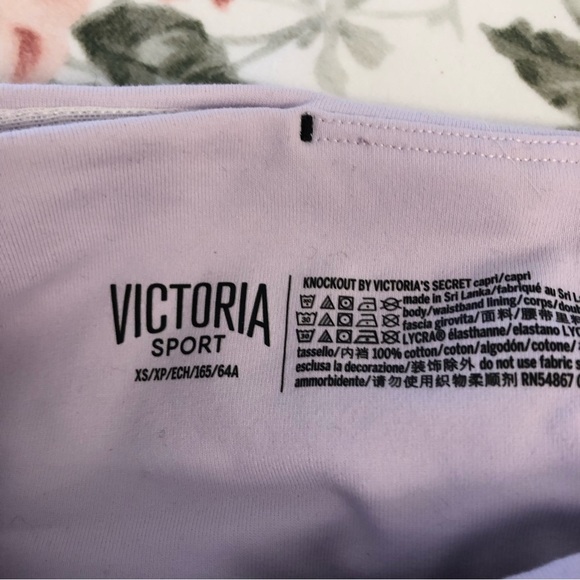 VICTORIA
SPORT
XS/XP/ECH/165/64A
KNOCKOUT BY VICTORIA'S SECRET capri/capri
made in Sri Lanka/fabriqué au Sri
body/waistband lining/corps/doub
fascia girovita/面料/腰带里
LYCRA® élasthanne/elastano LYC
tassello/内裆 100% cotton/coton/algodón/cotone/
esclusa la decorazione/装饰除外 do not use fabric s
ammorbidente/请勿使用织物柔顺剂 RN54867